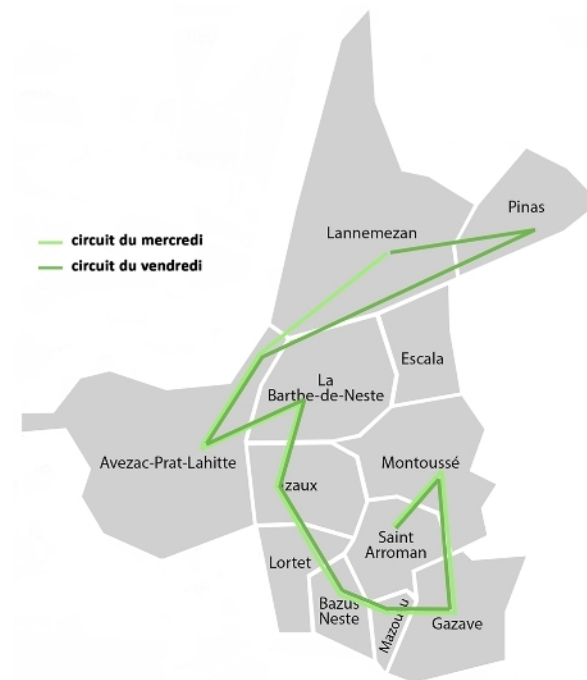 Pinas
Lannemezan
circuit du mercredi
circuit du vendredi
Escala
La
Barthe-de-Neste
Avezac-Prat-Lahitte
Montoussé
zaux
Saint
Arroman
Lortet
Bazus
Neste
Gazave